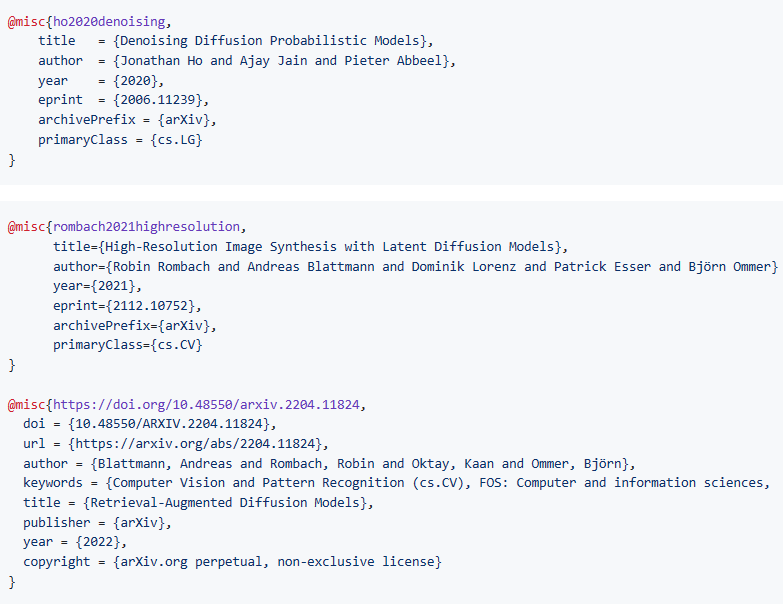 @misc{ho2020denoising,
title = {Denoising Diffusion Probabilistic Models},
author = {Jonathan Ho and Ajay Jain and Pieter Abbeel},
year = {2020},
eprint = {2006.11239},
archivePrefix = {arXiv},
primaryClass = {cs.LG}
}
@misc{rombach2021highresolution,
title={High-Resolution Image Synthesis with Latent Diffusion Models},
author={Robin Rombach and Andreas Blattmann and Dominik Lorenz and Patrick Esser and Björn Ommer}
year={2021},
eprint={2112.10752},
archivePrefix={arXiv},
primaryClass={cs.CV}
}
@misc{https://doi.org/10.48550/arxiv.2204.11824,
doi = {10.48550/ARXIV.2204.11824},
url = {https://arxiv.org/abs/2204.11824},
author = {Blattmann, Andreas and Rombach, Robin and Oktay, Kaan and Ommer, Björn},
keywords = {Computer Vision and Pattern Recognition (cs.CV), FOS: Computer and information sciences,
title = {Retrieval-Augmented Diffusion Models},
publisher = {arXiv},
year = {2022},
copyright = {arXiv.org perpetual, non-exclusive license}
}